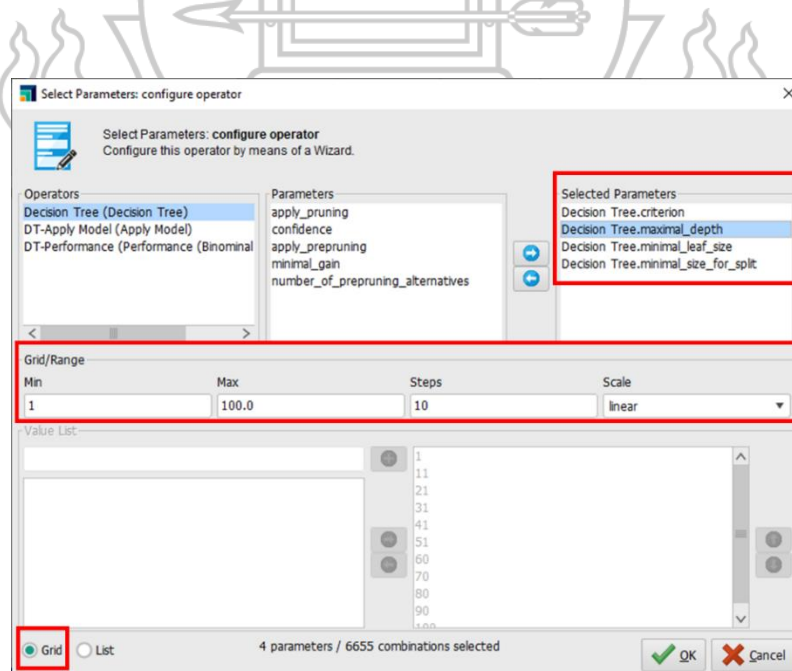 Select Parameters: configure operator
Select Parameters: configure operator
Configure this operator by means of a Wizard.
Operators
Decision Tree (Decision Tree)
DT-Apply Model (Apply Model)
DT-Performance (Performance (Binominal
Parameters
apply_pruning
confidence
apply_prepruning
minimal_gain
number_of_prepruning_alternatives
Selected Parameters
Decision Tree.criterion
Decision Tree.maximal_depth
Decision Tree.minimal_leaf_size
Decision Tree.minimal_size_for_split
Grid/Range
Min Max Steps Scale
1 100.0 10 linear
Value List
1
11
21
31
41
51
60
70
80
90
100
Grid List 4 parameters / 6655 combinations selected OK Cancel